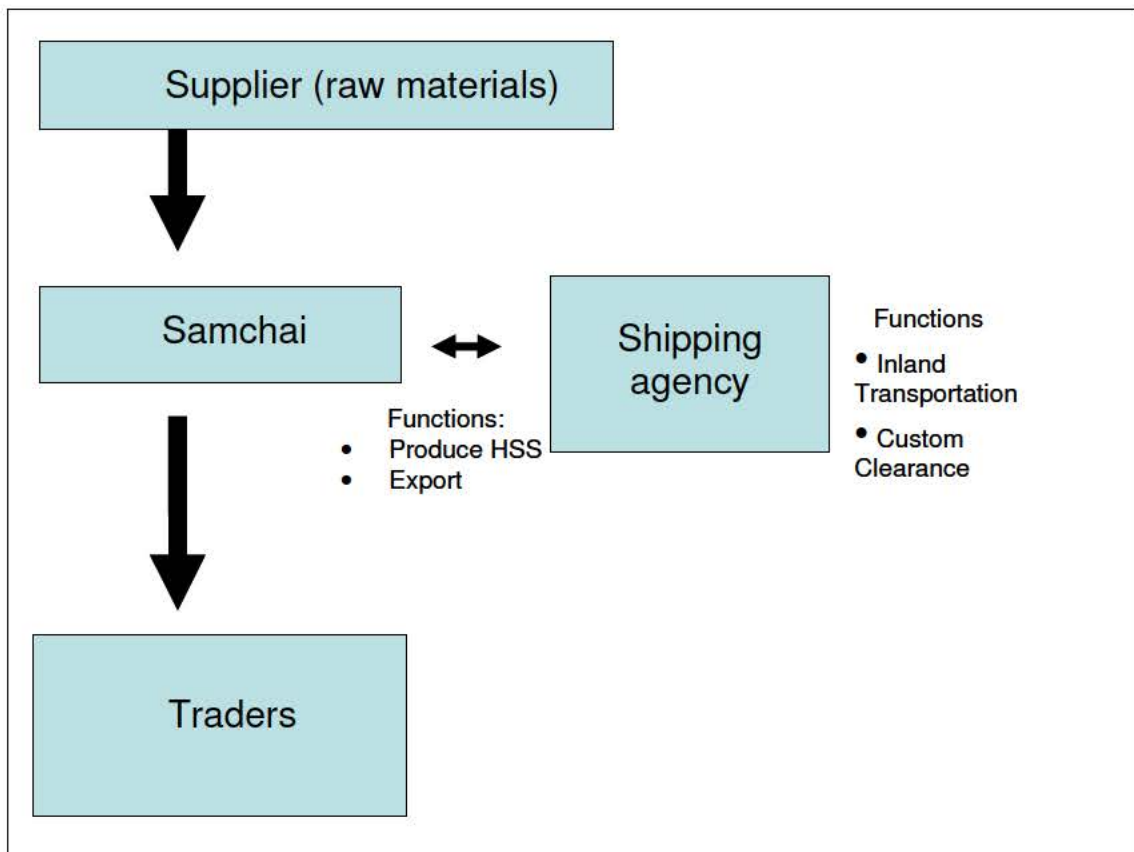 Supplier (raw materials)
Samchai
Functions:
• Produce HSS
• Export
Shipping
agency
Functions
• Inland
Transportation
• Custom
Clearance
Traders